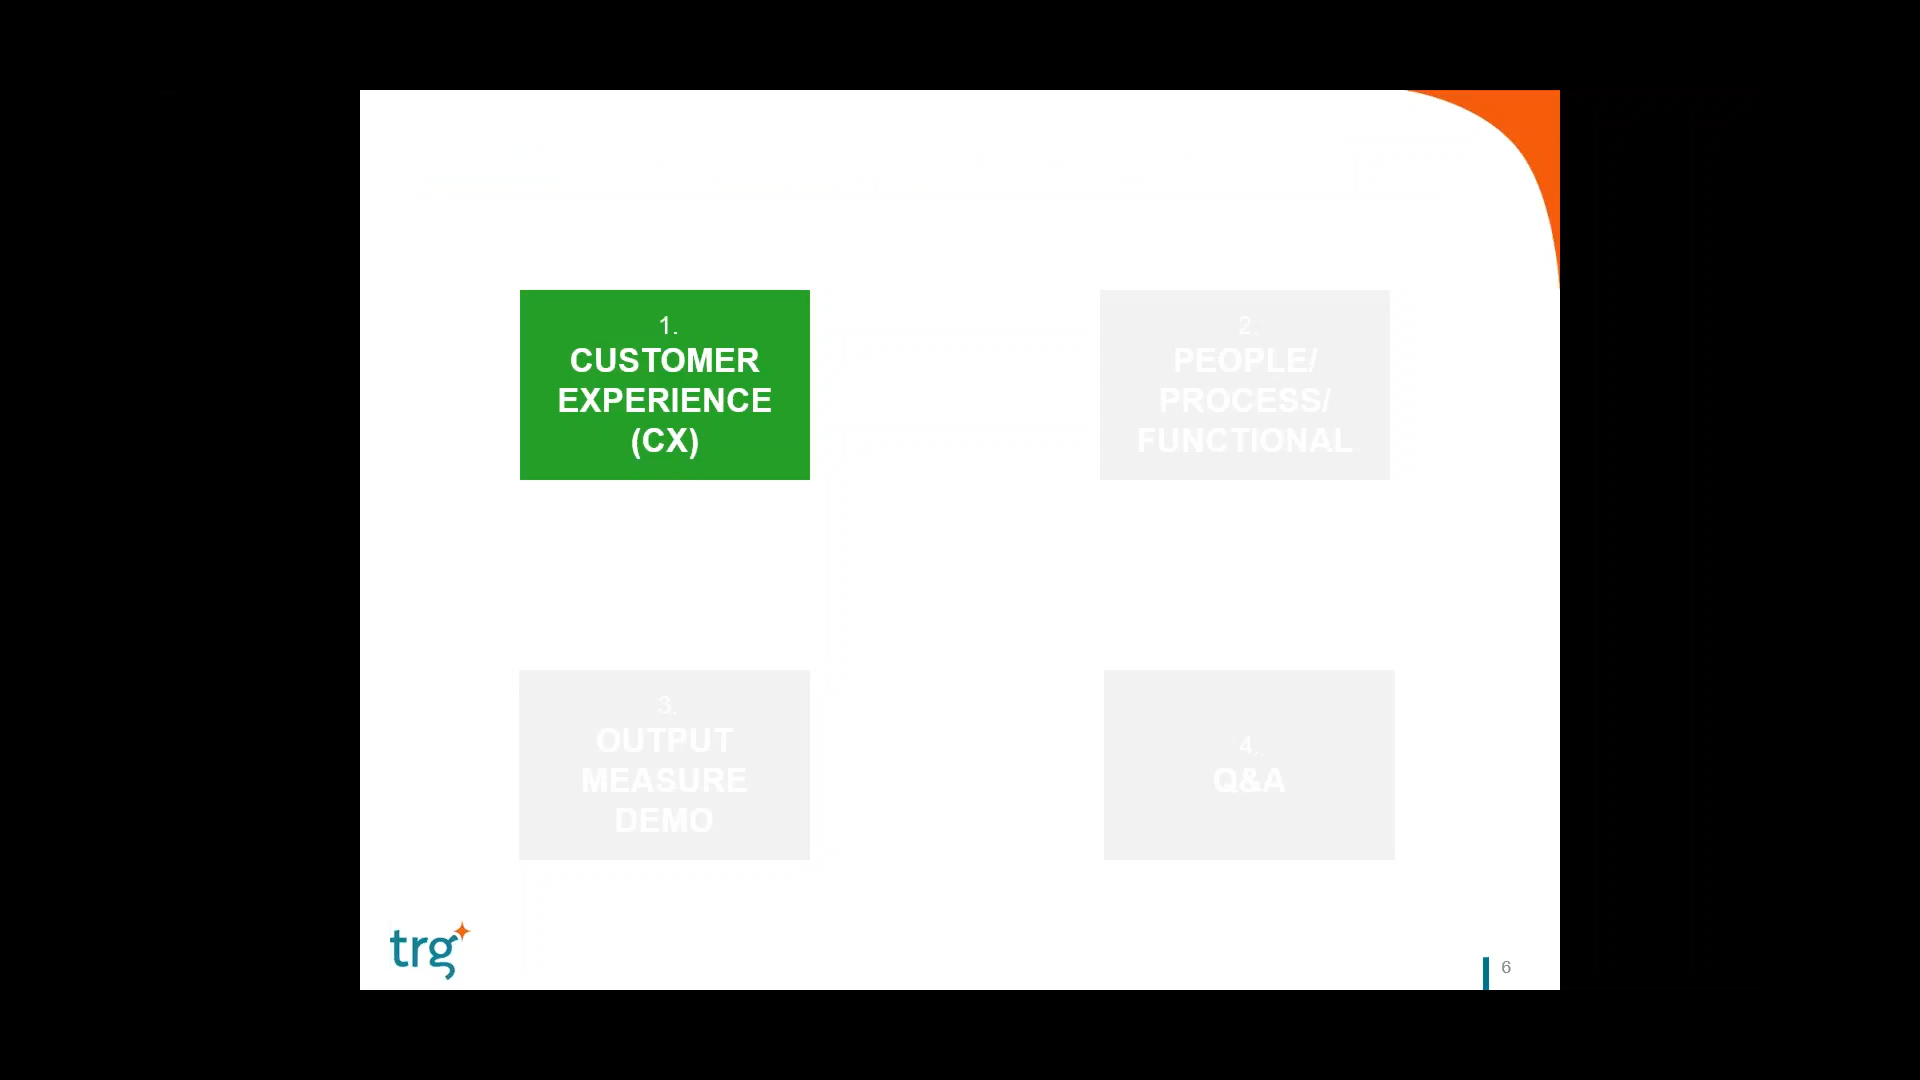 1.
CUSTOMER
EXPERIENCE
(CX)
2.
PEOPLE/
PROCESS/
FUNCTIONAL
3.
OUTPUT
MEASURE
DEMO
4.
Q&A
trg
6